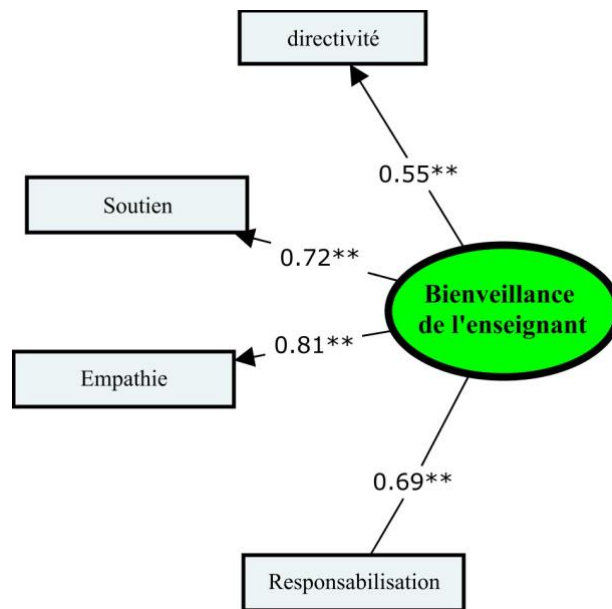 directivité
0.55**
Soutien
0.72**
Bienveillance
de l'enseignant
0.81**
Empathie
0.69**
Responsabilisation